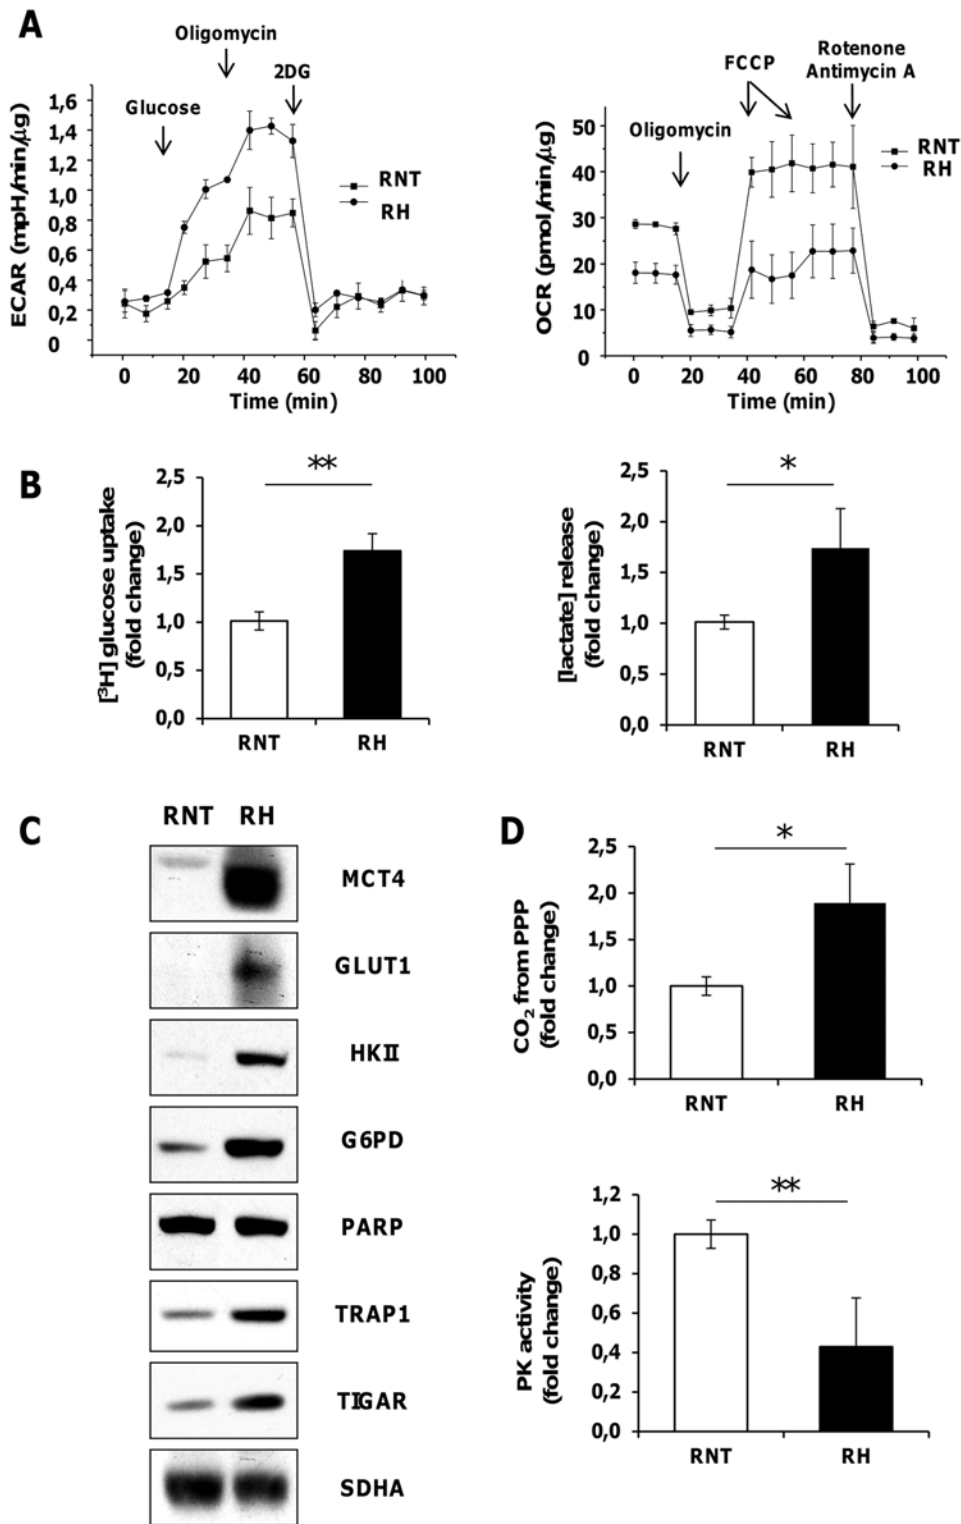 A
Oligomycin
2DG
Glucose
1,6
1,4
1,2
1,0
0,8
0,6
0,4
0,2
0
ECAR (mpH/min/µg)
RNT
RH
0 20 40 60 80 100
Time (min)
Rotenone
Antimycin A
FCCP
Oligomycin
50
40
30
20
10
0
OCR (pmol/min/µg)
RNT
RH
0 20 40 60 80 100
Time (min)
B
**
2,5
2,0
1,5
1,0
0,5
0,0
[³H] glucose uptake
(fold change)
RNT RH
*
2,5
2,0
1,5
1,0
0,5
0,0
[lactate] release
(fold change)
RNT RH
C
RNT RH
MCT4
GLUT1
HKII
G6PD
PARP
TRAP1
TIGAR
SDHA
D
*
2,5
2,0
1,5
1,0
0,5
0,0
CO₂ from PPP
(fold change)
RNT RH
**
1,2
1,0
0,8
0,6
0,4
0,2
0,0
PK activity
(fold change)
RNT RH